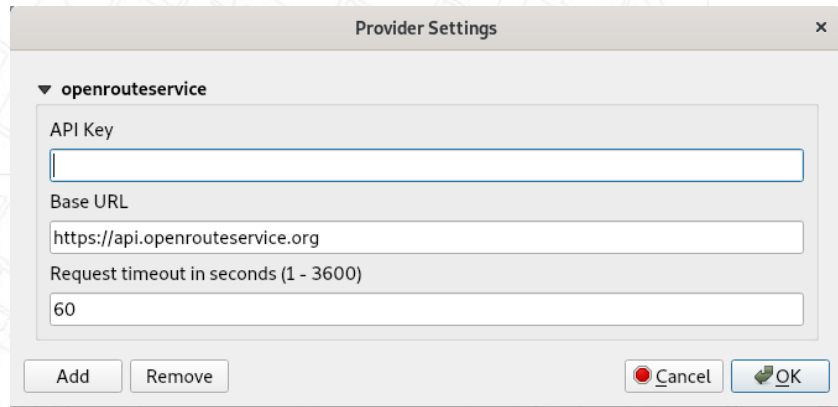 Provider Settings
openrouteservice
API Key
Base URL
https://api.openrouteservice.org
Request timeout in seconds (1 - 3600)
60
Add Remove Cancel OK